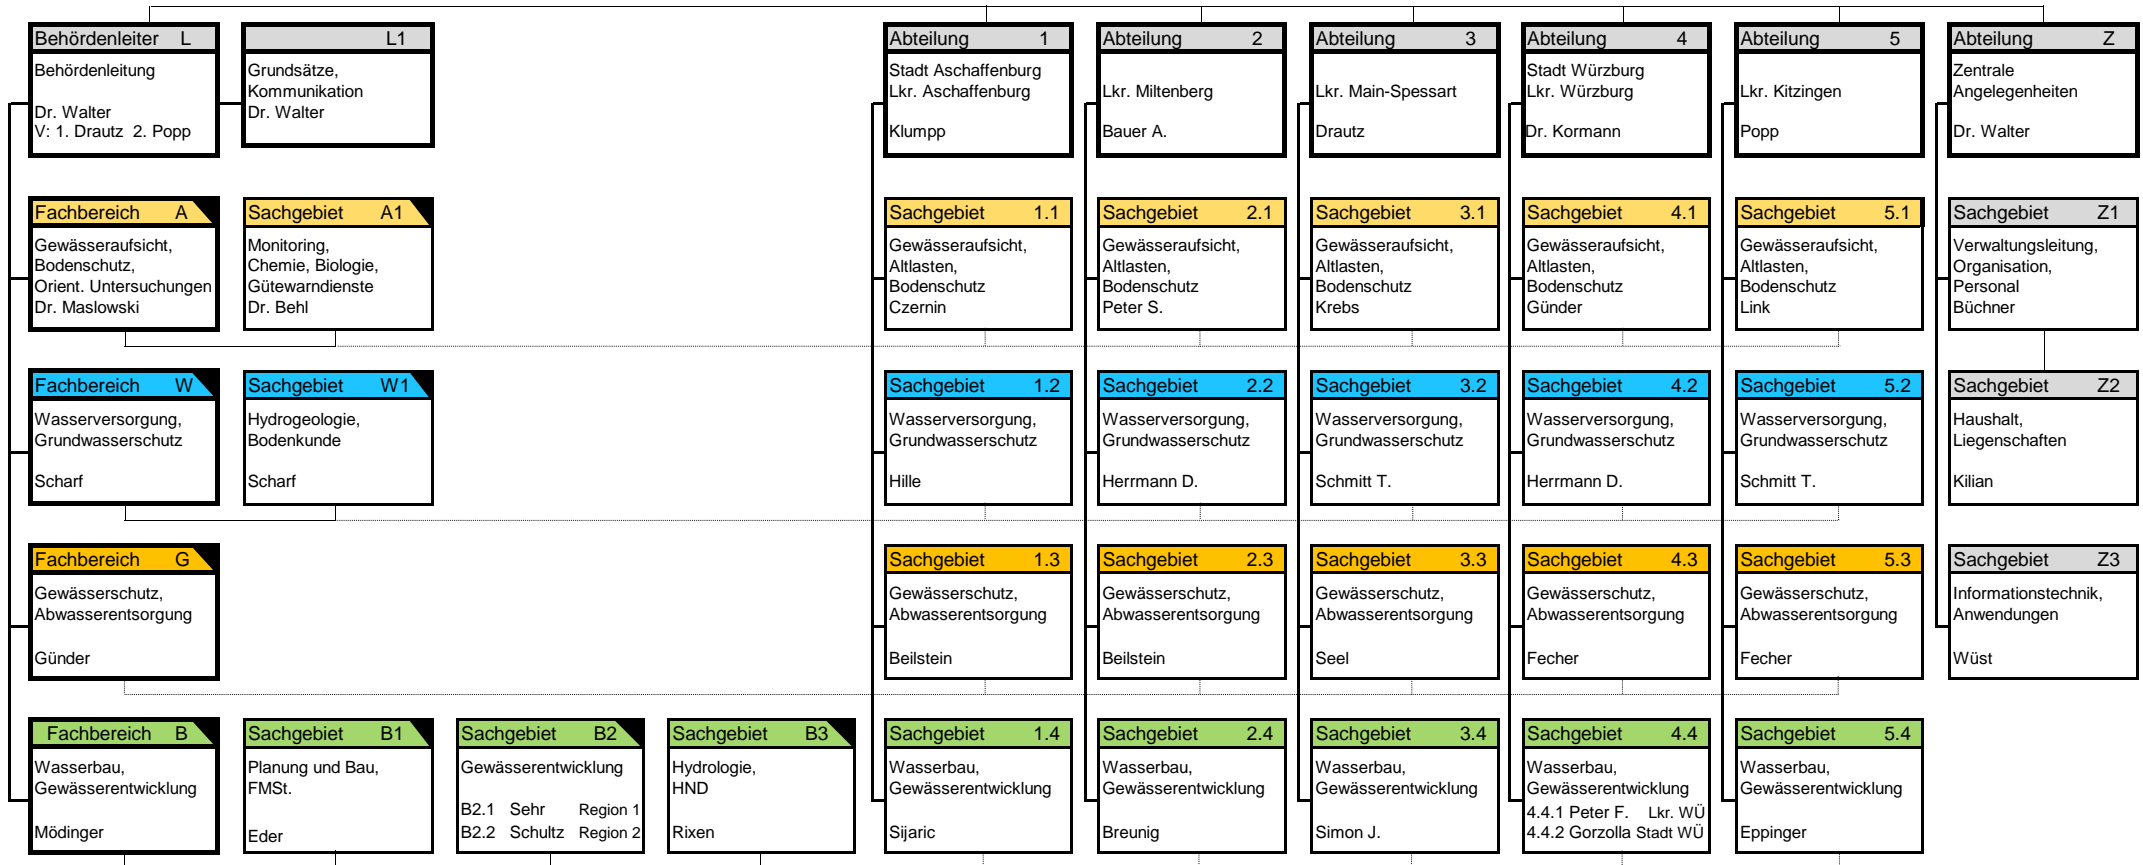 Behördenleiter L
Behördenleitung
Dr. Walter
V: 1. Drautz 2. Popp
L1
Grundsätze,
Kommunikation
Dr. Walter
Abteilung 1
Stadt Aschaffenburg
Lkr. Aschaffenburg
Klumpp
Abteilung 2
Lkr. Miltenberg
Bauer A.
Abteilung 3
Lkr. Main-Spessart
Drautz
Abteilung 4
Stadt Würzburg
Lkr. Würzburg
Dr. Kormann
Abteilung 5
Lkr. Kitzingen
Popp
Abteilung Z
Zentrale
Angelegenheiten
Dr. Walter
Fachbereich A
Gewässeraufsicht,
Bodenschutz,
Orient. Untersuchungen
Dr. Maslowski
Sachgebiet A1
Monitoring,
Chemie, Biologie,
Gütewarndienste
Dr. Behl
Sachgebiet 1.1
Gewässeraufsicht,
Altlasten,
Bodenschutz
Czernin
Sachgebiet 2.1
Gewässeraufsicht,
Altlasten,
Bodenschutz
Peter S.
Sachgebiet 3.1
Gewässeraufsicht,
Altlasten,
Bodenschutz
Krebs
Sachgebiet 4.1
Gewässeraufsicht,
Altlasten,
Bodenschutz
Günder
Sachgebiet 5.1
Gewässeraufsicht,
Altlasten,
Bodenschutz
Link
Sachgebiet Z1
Verwaltungsleitung,
Organisation,
Personal
Büchner
Fachbereich W
Wasserversorgung,
Grundwasserschutz
Scharf
Sachgebiet W1
Hydrogeologie,
Bodenkunde
Scharf
Sachgebiet 1.2
Wasserversorgung,
Grundwasserschutz
Hille
Sachgebiet 2.2
Wasserversorgung,
Grundwasserschutz
Herrmann D.
Sachgebiet 3.2
Wasserversorgung,
Grundwasserschutz
Schmitt T.
Sachgebiet 4.2
Wasserversorgung,
Grundwasserschutz
Herrmann D.
Sachgebiet 5.2
Wasserversorgung,
Grundwasserschutz
Schmitt T.
Sachgebiet Z2
Haushalt,
Liegenschaften
Kilian
Fachbereich G
Gewässerschutz,
Abwasserentsorgung
Günder
Sachgebiet 1.3
Gewässerschutz,
Abwasserentsorgung
Beilstein
Sachgebiet 2.3
Gewässerschutz,
Abwasserentsorgung
Beilstein
Sachgebiet 3.3
Gewässerschutz,
Abwasserentsorgung
Seel
Sachgebiet 4.3
Gewässerschutz,
Abwasserentsorgung
Fecher
Sachgebiet 5.3
Gewässerschutz,
Abwasserentsorgung
Fecher
Sachgebiet Z3
Informationstechnik,
Anwendungen
Wüst
Fachbereich B
Wasserbau,
Gewässerentwicklung
Mödinger
Sachgebiet B1
Planung und Bau,
FMSt.
Eder
Sachgebiet B2
Gewässerentwicklung
B2.1 Sehr Region 1
B2.2 Schultz Region 2
Sachgebiet B3
Hydrologie,
HND
Rixen
Sachgebiet 1.4
Wasserbau,
Gewässerentwicklung
Sijaric
Sachgebiet 2.4
Wasserbau,
Gewässerentwicklung
Breunig
Sachgebiet 3.4
Wasserbau,
Gewässerentwicklung
Simon J.
Sachgebiet 4.4
Wasserbau,
Gewässerentwicklung
4.4.1 Peter F. Lkr. WÜ
4.4.2 Gorzolla Stadt WÜ
Sachgebiet 5.4
Wasserbau,
Gewässerentwicklung
Eppinger